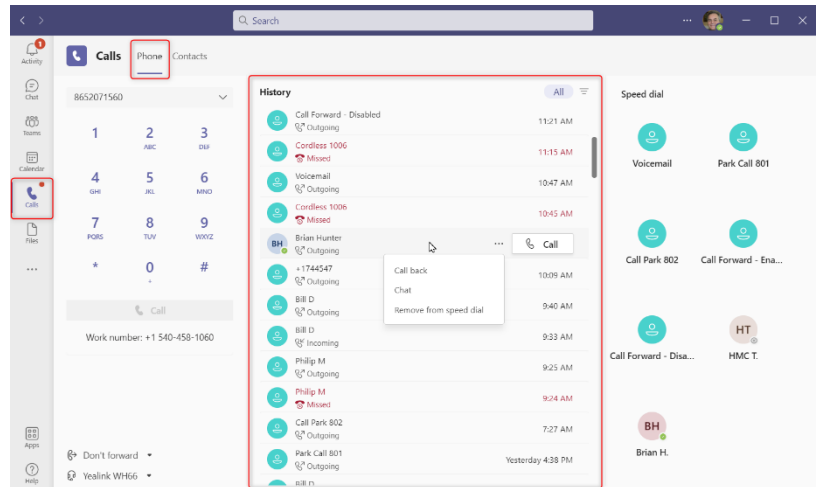 Search
1
Activity
Chat
Teams
Calendar
Calls
Files
Apps
Help
Calls
Phone
Contacts
8652071560
1
2
ABC
3
DEF
4
GHI
5
JKL
6
MNO
7
PQRS
8
TUV
9
WXYZ
*
0
+
#
Call
Work number: +1 540-458-1060
Don't forward
Yealink WH66
History
All
Call Forward - Disabled
Outgoing
11:21 AM
Cordless 1006
Missed
11:15 AM
Voicemail
Outgoing
10:47 AM
Cordless 1006
Missed
10:45 AM
BH
Brian Hunter
Outgoing
Call
Call back
Chat
Remove from speed dial
+1744547
Outgoing
10:09 AM
Bill D
Outgoing
9:40 AM
Bill D
Incoming
9:33 AM
Philip M
Outgoing
9:25 AM
Philip M
Missed
9:24 AM
Call Park 802
Outgoing
7:27 AM
Park Call 801
Outgoing
Yesterday 4:38 PM
Bill D
Speed dial
Voicemail
Park Call 801
Call Park 802
Call Forward - Ena...
Call Forward - Disa...
HT
HMC T.
BH
Brian H.